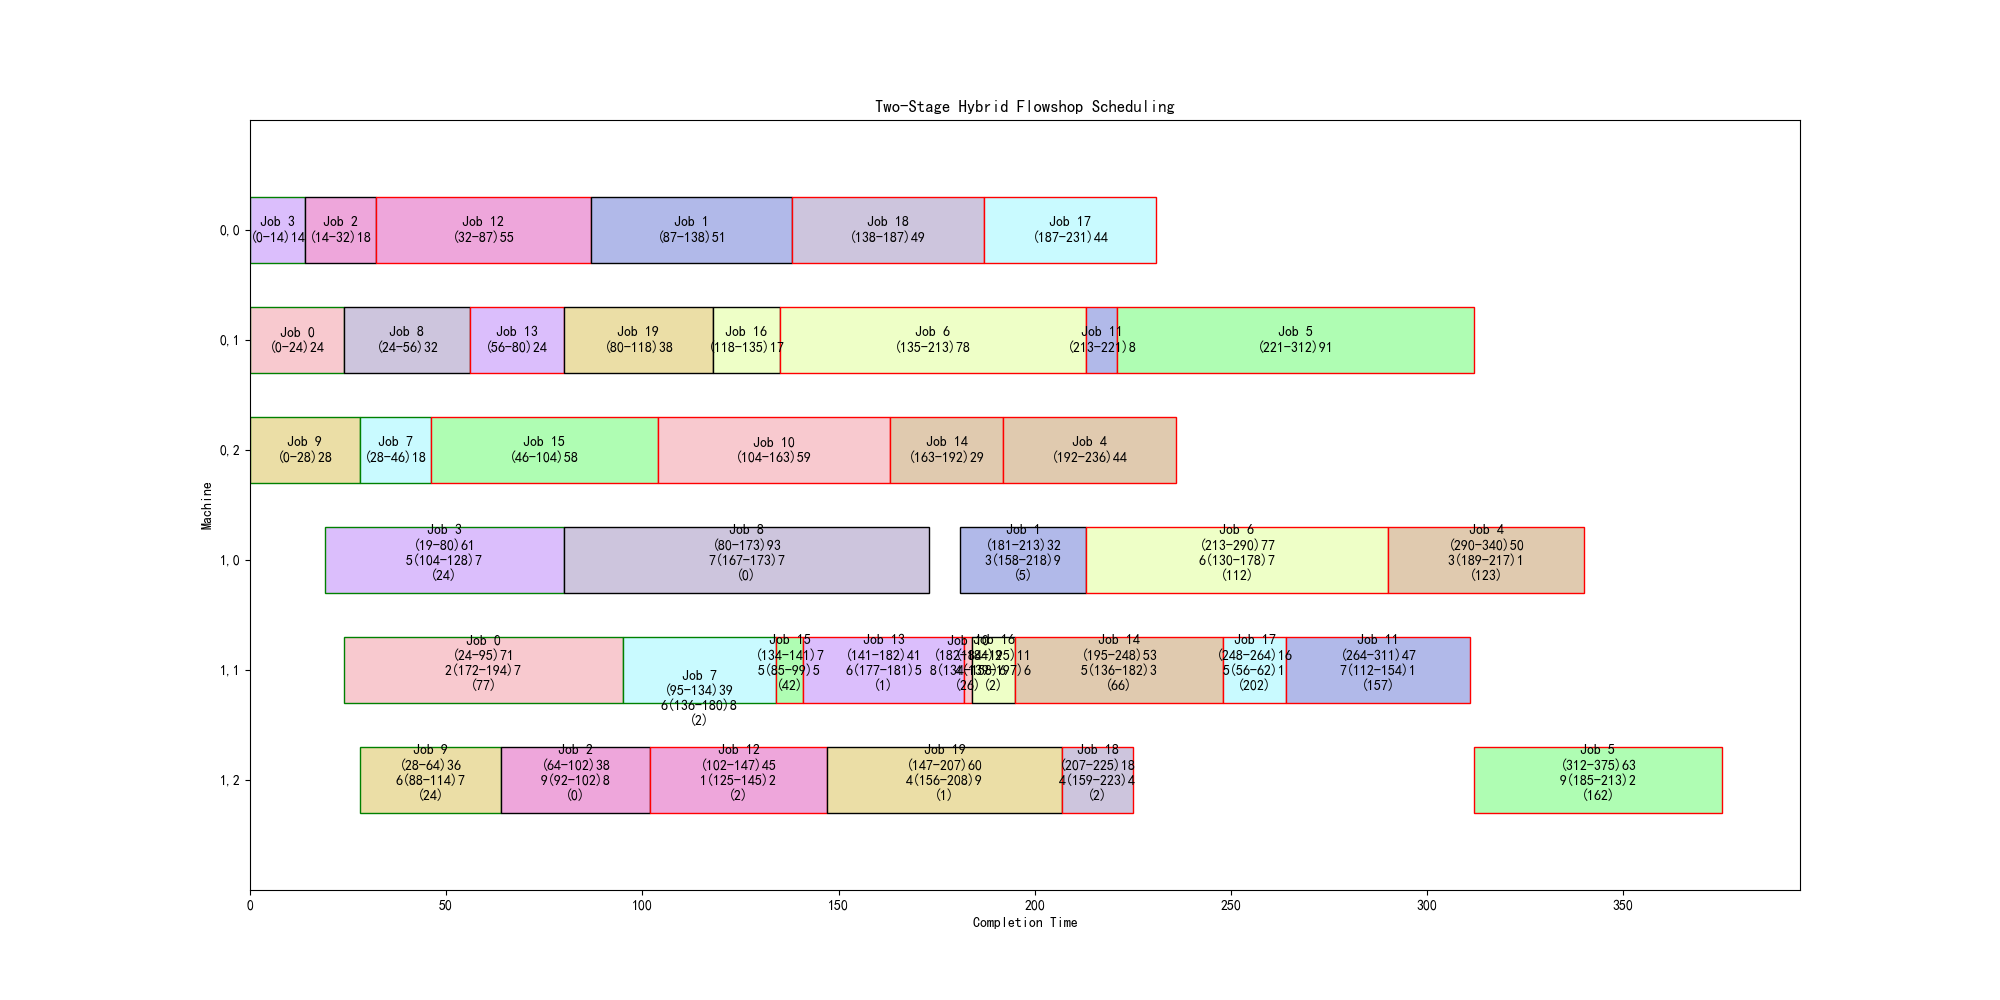 Two-Stage Hybrid Flowshop Scheduling
0,0
Job 3
(0-14)14
Job 2
(14-32)18
Job 12
(32-87)55
Job 1
(87-138)51
Job 18
(138-187)49
Job 17
(187-231)44
0,1
Job 0
(0-24)24
Job 8
(24-56)32
Job 13
(56-80)24
Job 19
(80-118)38
Job 16
(118-135)17
Job 6
(135-213)78
Job 11
(213-221)8
Job 5
(221-312)91
0,2
Job 9
(0-28)28
Job 7
(28-46)18
Job 15
(46-104)58
Job 10
(104-163)59
Job 14
(163-192)29
Job 4
(192-236)44
Machine
1,0
Job 3
(19-80)61
5(104-128)7
(24)
Job 8
(80-173)93
7(167-173)7
(0)
Job 1
(181-213)32
3(158-218)9
(5)
Job 6
(213-290)77
6(130-178)7
(112)
Job 4
(290-340)50
3(189-217)1
(123)
1,1
Job 0
(24-95)71
2(172-194)7
(77)
Job 7
(95-134)39
6(136-180)8
(2)
Job 15
(134-141)7
5(85-99)5
(42)
Job 13
(141-182)41
6(177-181)5
(1)
(26)
Job 16
(2)
Job 14
(195-248)53
5(136-182)3
(66)
Job 17
(248-264)16
5(56-62)1
(202)
Job 11
(264-311)47
7(112-154)1
(157)
1,2
Job 9
(28-64)36
6(88-114)7
(24)
Job 2
(64-102)38
9(92-102)8
(0)
Job 12
(102-147)45
1(125-145)2
(2)
Job 19
(147-207)60
4(156-208)9
(1)
Job 18
(207-225)18
4(159-223)4
(2)
Job 5
(312-375)63
9(185-213)2
(162)
0
50
100
150
200
250
300
350
Completion Time